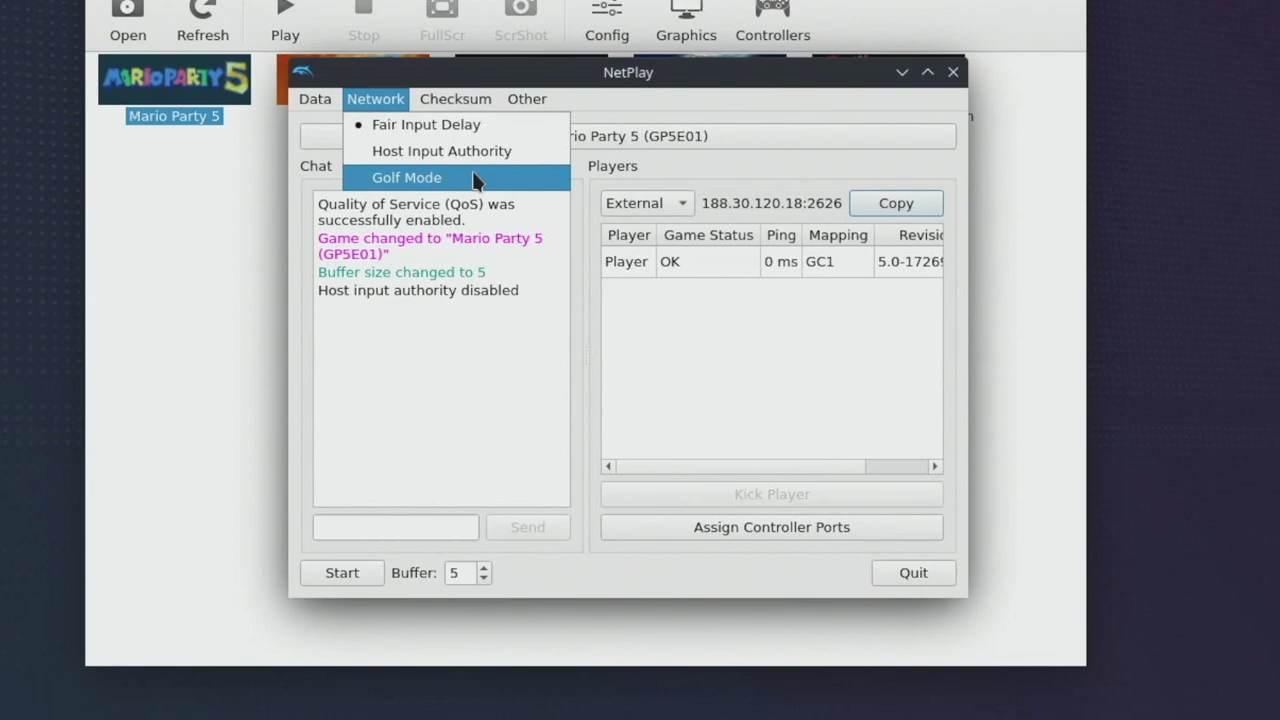 Open
Refresh
Play
Stop
FullScr
ScrShot
Config
Graphics
Controllers
MARIO PARTY 5
Mario Party 5
NetPlay
Data
Network
Checksum
Other
Fair Input Delay
Host Input Authority
Golf Mode
rio Party 5 (GP5E01)
Chat
Quality of Service (QoS) was
successfully enabled.
Game changed to "Mario Party 5
(GP5E01)"
Buffer size changed to 5
Host input authority disabled
Send
Start
Buffer:
5
Players
External
188.30.120.18:2626
Copy
Player Game Status Ping Mapping Revisio
Player OK 0 ms GC1 5.0-17269
Kick Player
Assign Controller Ports
Quit